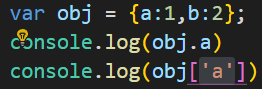 var obj = {a:1,b:2};
console.log(obj.a)
console.log(obj['a'])